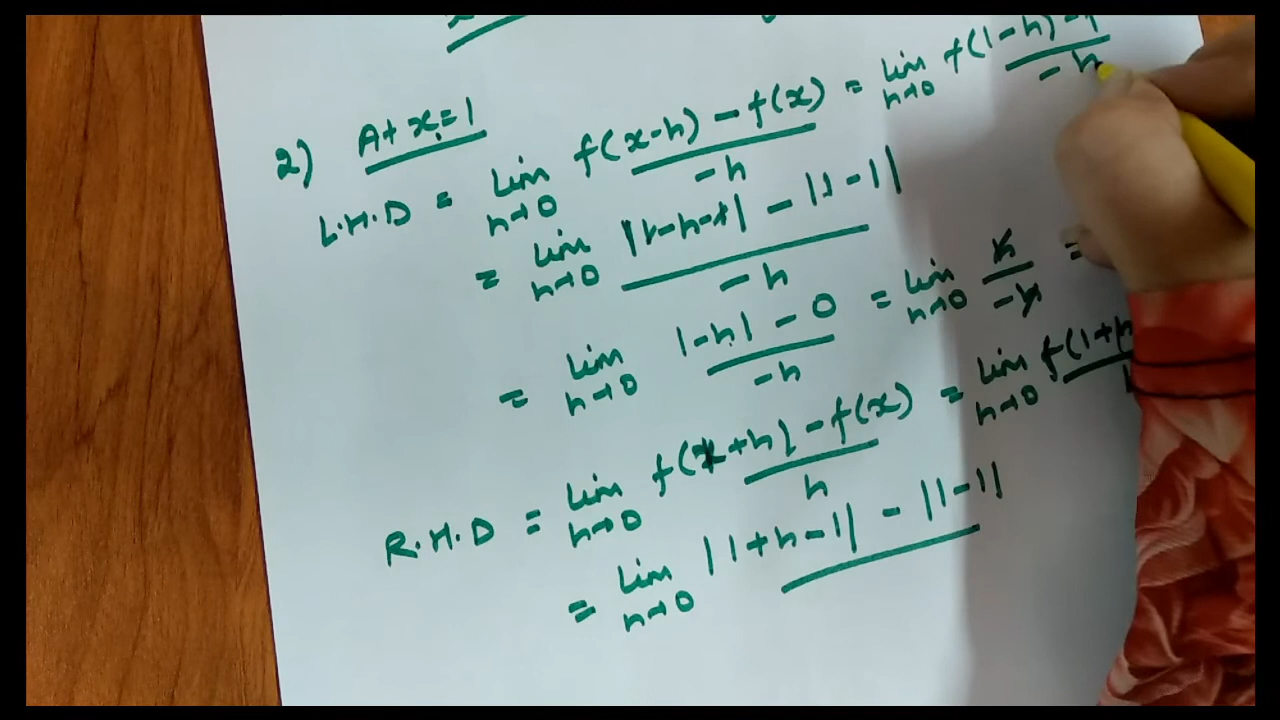 2) At x=1
L.H.D = lim h→0 f(x-h) - f(x) / -h = lim h→0 f(1-h) - / -h
= lim h→0 |1-h-1| - |1-1| / -h
= lim h→0 |-h| - 0 / -h = lim h→0 h / -h =
R.H.D = lim h→0 f(x+h) - f(x) / h = lim h→0 f(1+h
= lim h→0 |1+h-1| - |1-1|